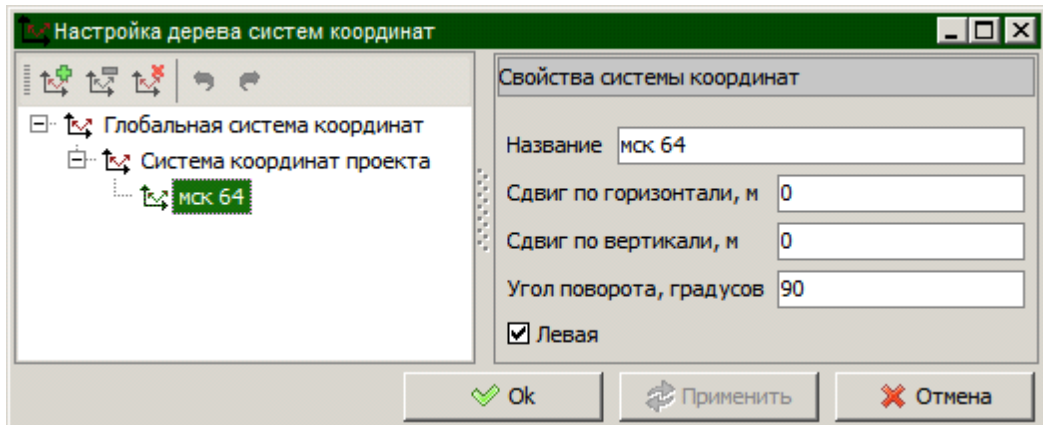 Настройка дерева систем координат
Глобальная система координат
Система координат проекта
мск 64
Свойства системы координат
Название мск 64
Сдвиг по горизонтали, м 0
Сдвиг по вертикали, м 0
Угол поворота, градусов 90
Левая
Ok Применить Отмена